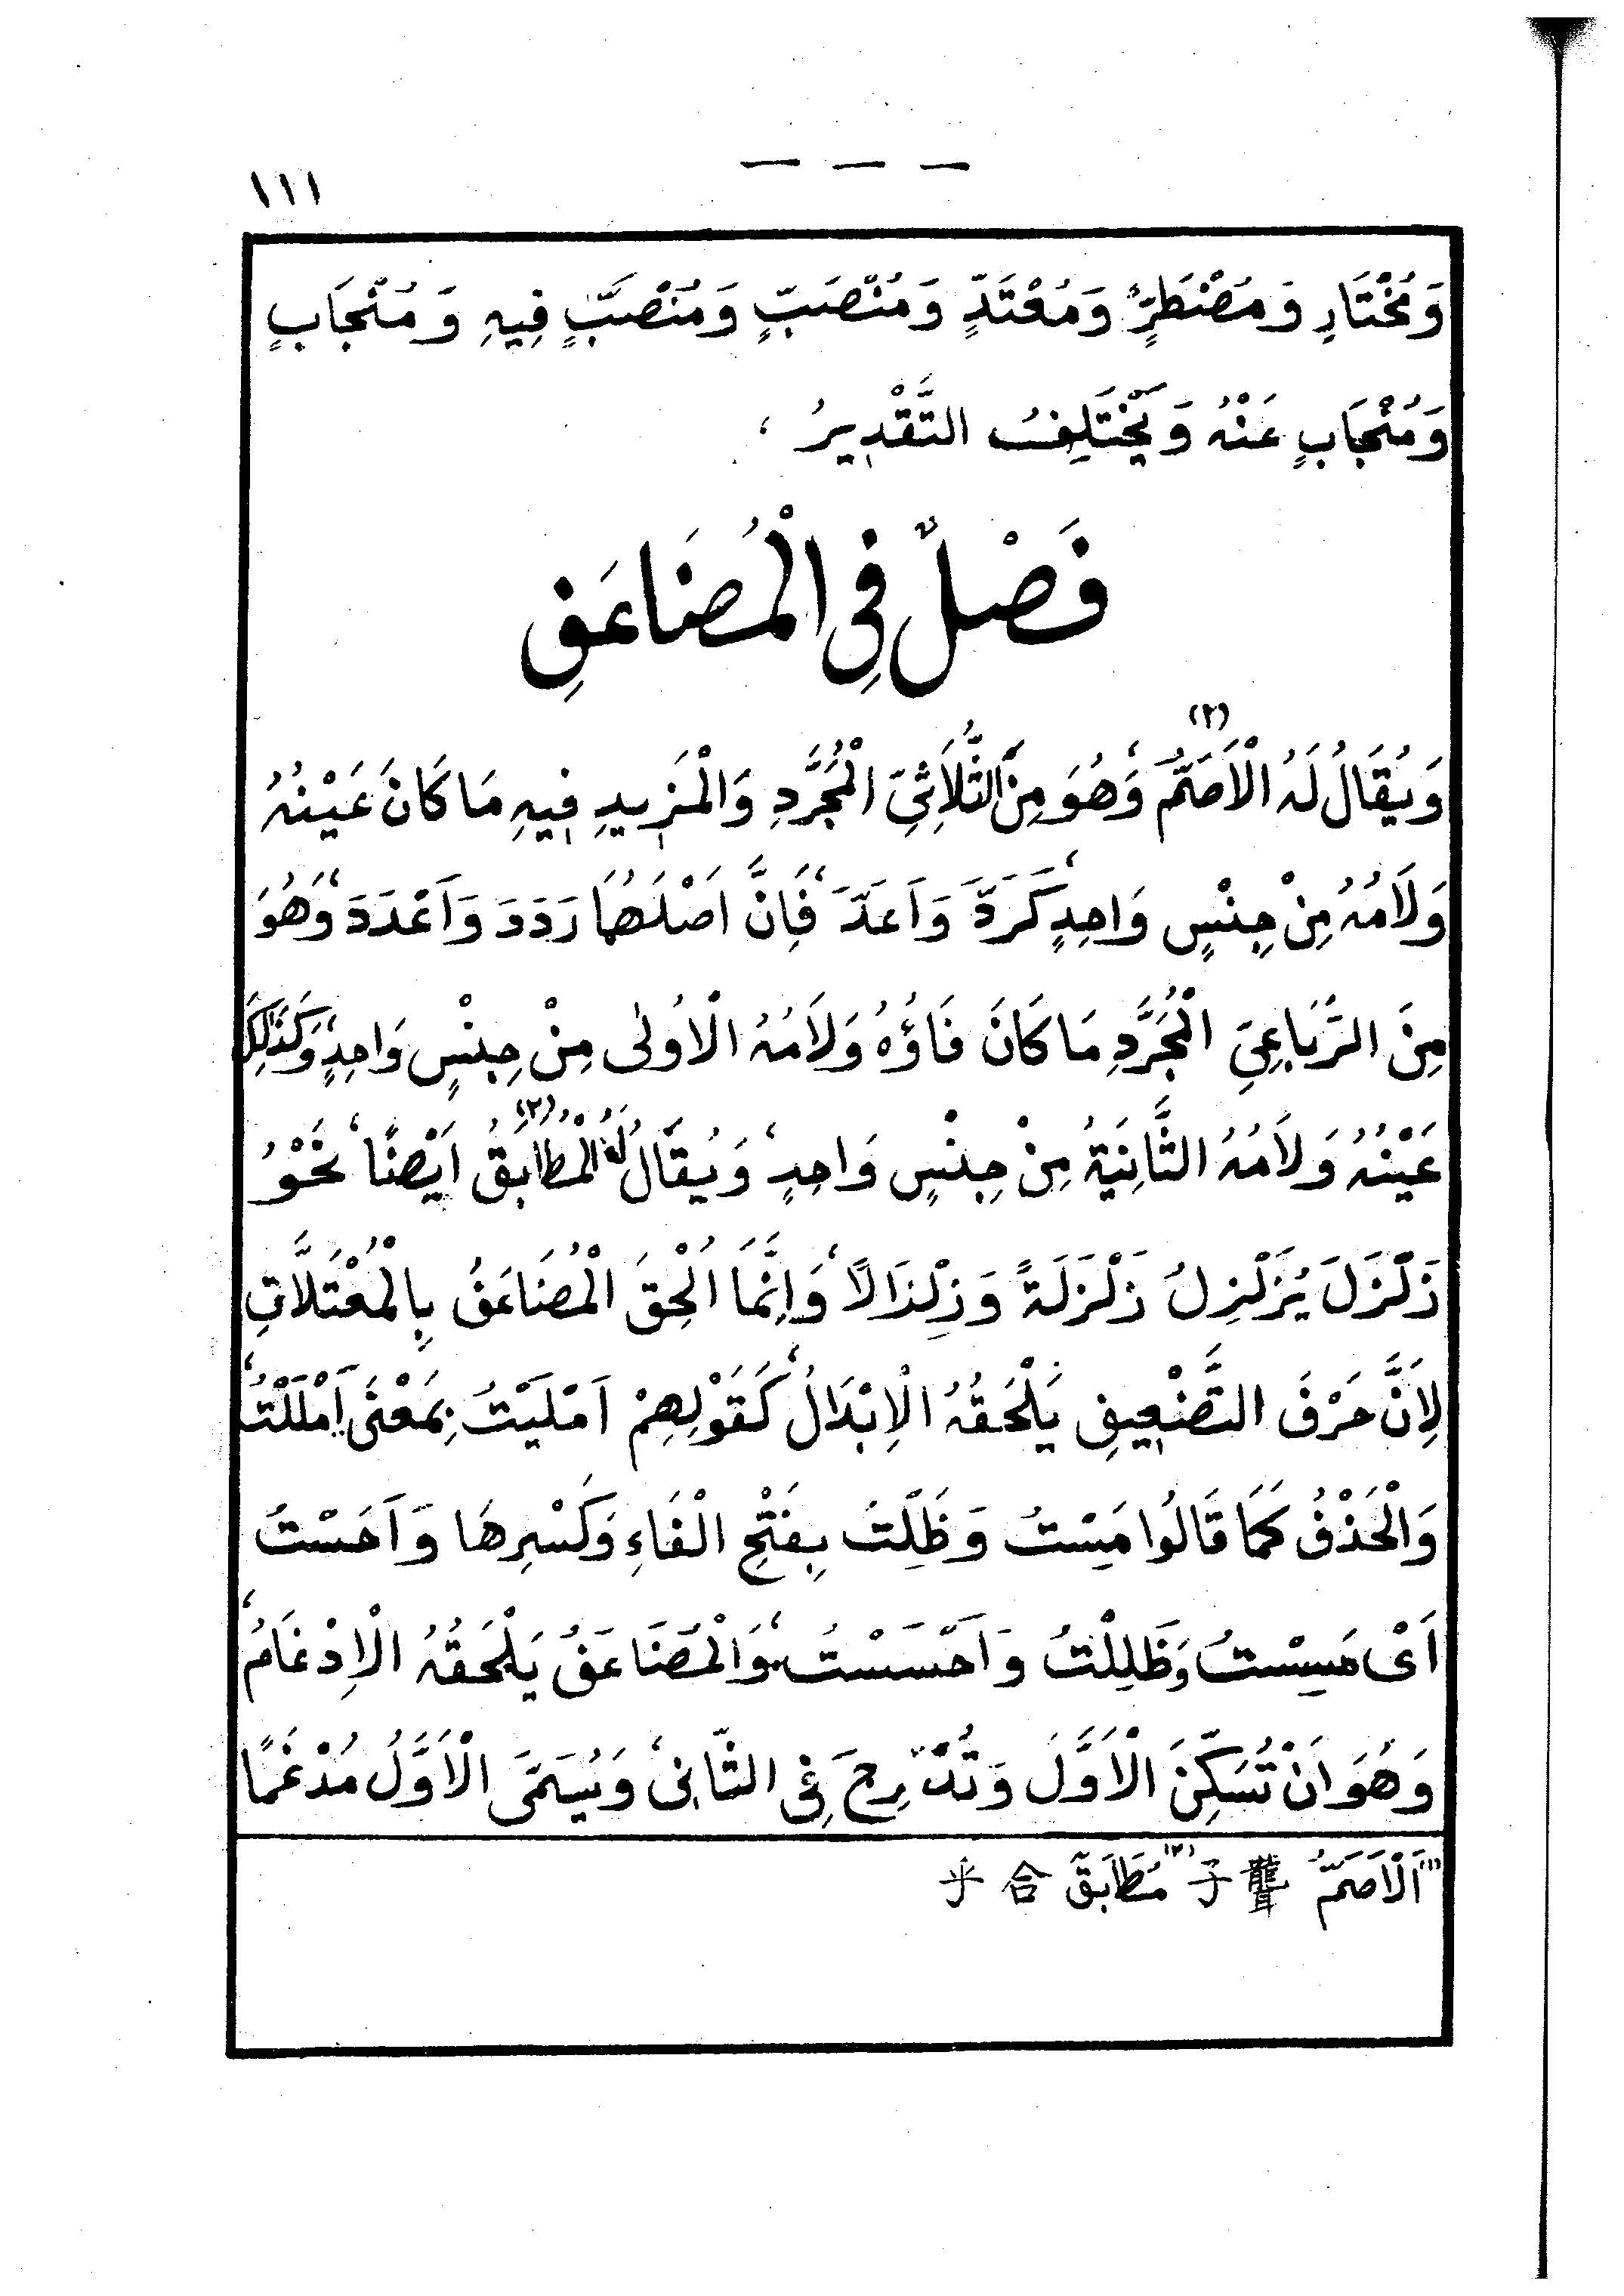 ١١١
— — —
وَمُخْتَارٍ وَمُضْطَرٍّ وَمُعْتَدٍّ وَمُنْصَبٍّ وَمُنْصَبٍّ فِيهِ وَمُنْجَابٍ
وَمُنْجَابٍ عَنْهُ وَيَخْتَلِفُ التَّقْدِيرُ ،
فَصْلٌ فِي الْمُضَاعَفِ
وَيُقَالُ لَهُ الْاَصَمُّ (٢) وَهُوَ مِنَ الثُّلَاثِيِّ الْمُجَرَّدِ وَالْمَزِيدِ فِيهِ مَا كَانَ عَيْنُهُ
وَلَامُهُ مِنْ جِنْسٍ وَاحِدٍ كَرَدَّ وَاَعَدَّ فَاِنَّ اَصْلَهُمَا رَدَدَ وَاَعْدَدَ وَهُوَ
مِنَ الرُّبَاعِيِّ الْمُجَرَّدِ مَا كَانَ فَاؤُهُ وَلَامُهُ الْاُولٰى مِنْ جِنْسٍ وَاحِدٍ وَكَذٰلِكَ
عَيْنُهُ وَلَامُهُ الثَّانِيَةُ مِنْ جِنْسٍ وَاحِدٍ وَيُقَالُ لَهُ الْمُطَابَقُ (٢) اَيْضًا نَحْوُ
زَلْزَلَ يُزَلْزِلُ زَلْزَلَةً وَزِلْزَالًا وَاِنَّمَا اُلْحِقَ الْمُضَاعَفُ بِالْمُعْتَلَّاتِ
لِاَنَّ حَرْفَ التَّضْعِيفِ يَلْحَقُهُ الْاِبْدَالُ كَقَوْلِهِمْ اَمْلَيْتُ بِمَعْنَى اَمْلَلْتُ
وَالْحَذْفُ كَمَا قَالُوا مَِسْتُ وَظَِلْتُ بِفَتْحِ الْفَاءِ وَكَسْرِهَا وَاَحَسْتُ
اَىْ مَسِسْتُ وَظَلِلْتُ وَاَحْسَسْتُ وَالْمُضَاعَفُ يَلْحَقُهُ الْاِدْغَامُ
وَهُوَ اَنْ تُسَكِّنَ الْاَوَّلَ وَتُدْرِجَ فِى الثَّانِى وَيُسَمَّى الْاَوَّلُ مُدْغَمًا
(١) اَلْاَصَمُّ 聾子 (٢) مُطَابَق 合乎